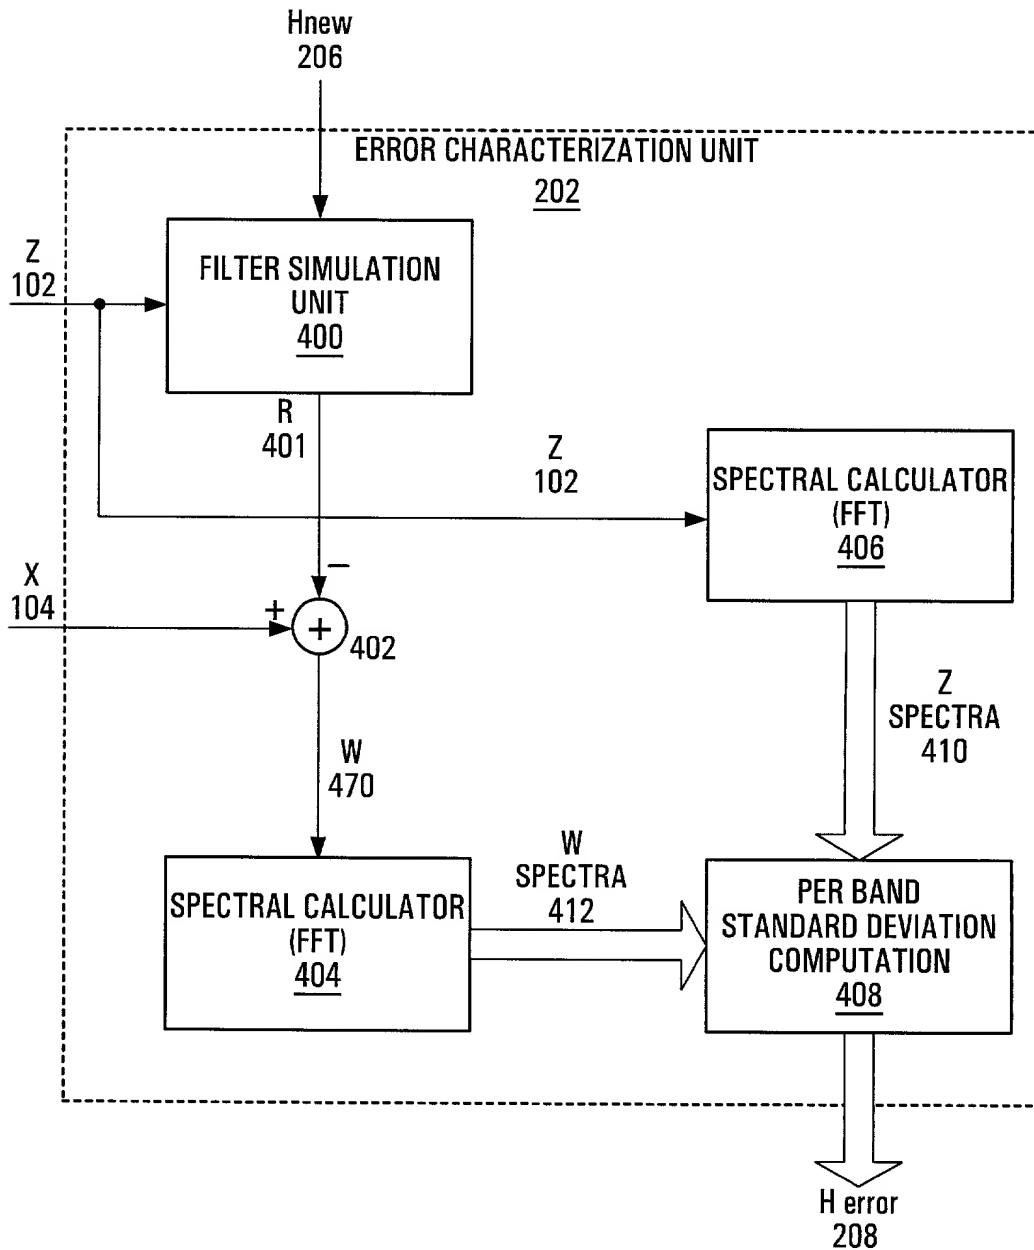 Hnew
206
ERROR CHARACTERIZATION UNIT
202
Z
102
FILTER SIMULATION
UNIT
400
R
401
Z
102
SPECTRAL CALCULATOR
(FFT)
406
–
X
104
+
+
402
Z
SPECTRA
410
W
470
W
SPECTRA
412
SPECTRAL CALCULATOR
(FFT)
404
PER BAND
STANDARD DEVIATION
COMPUTATION
408
H error
208